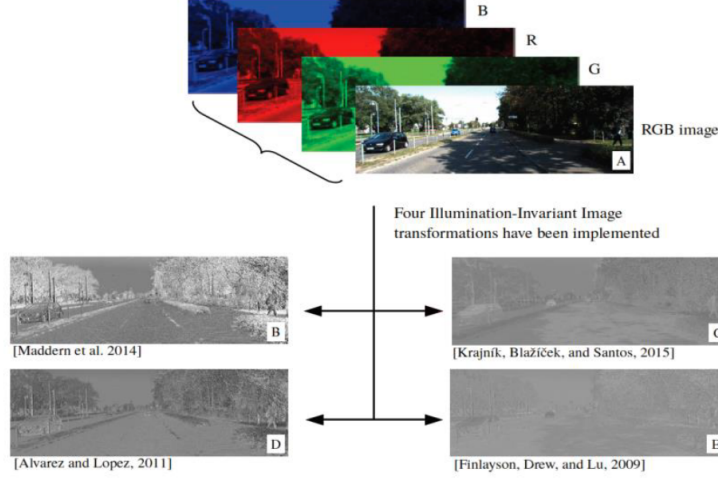 B
R
G
RGB image
A
Four Illumination-Invariant Image
transformations have been implemented
B
C
[Maddern et al. 2014]
[Krajník, Blažíček, and Santos, 2015]
D
E
[Alvarez and Lopez, 2011]
[Finlayson, Drew, and Lu, 2009]